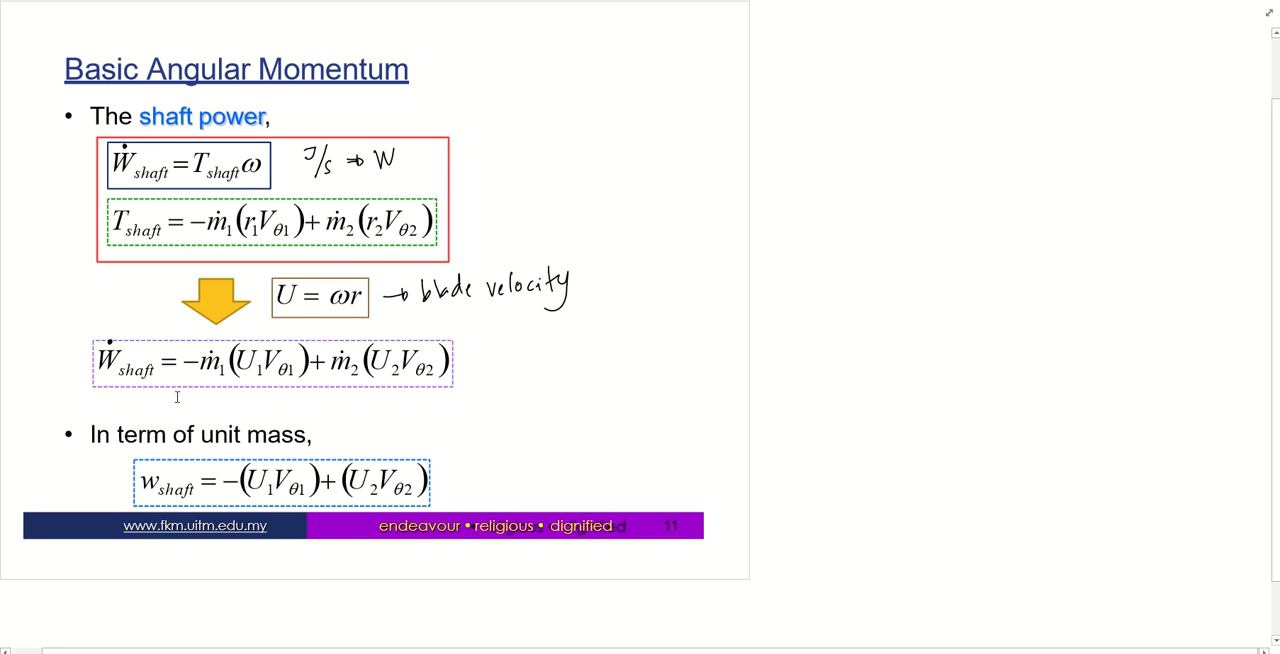 Basic Angular Momentum
• The shaft power,
Ẇshaft = Tshaft ω J/s → W
Tshaft = −ṁ1(r1Vθ1) + ṁ2(r2Vθ2)
U = ωr → blade velocity
Ẇshaft = −ṁ1(U1Vθ1) + ṁ2(U2Vθ2)
• In term of unit mass,
wshaft = −(U1Vθ1) + (U2Vθ2)
www.fkm.uitm.edu.my endeavour • religious • dignified 11